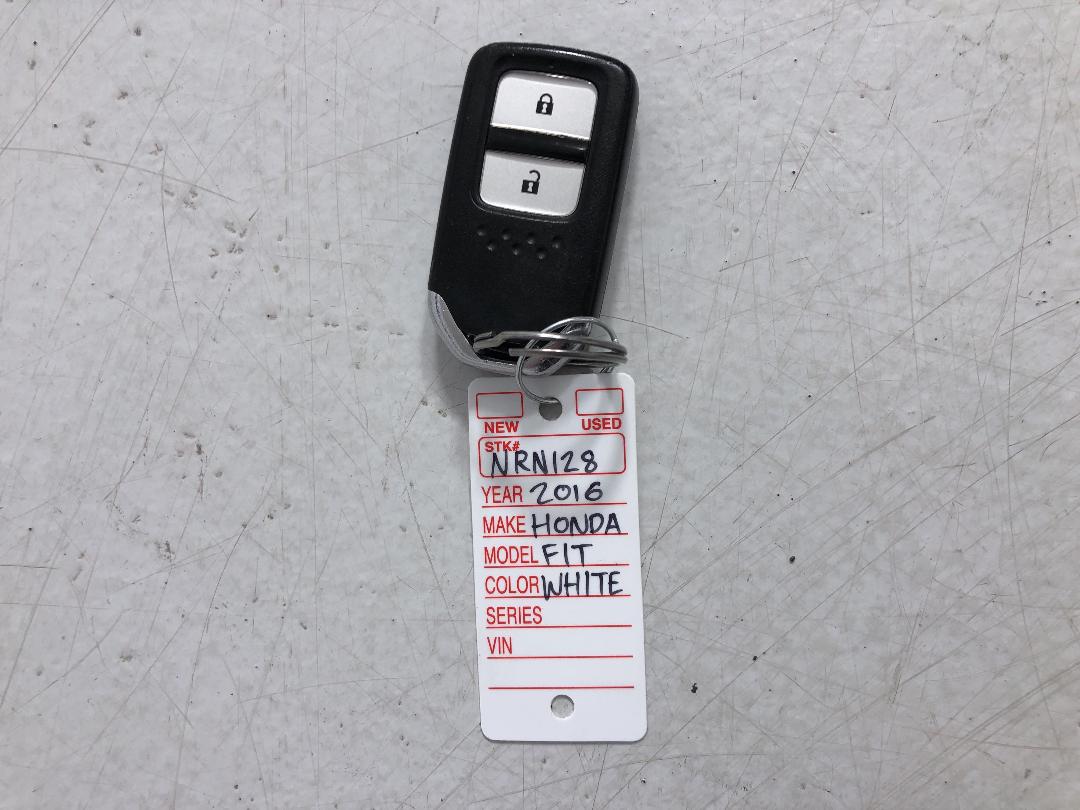 NEW USED
STK#
NRN128
YEAR 2016
MAKE HONDA
MODEL FIT
COLOR WHITE
SERIES
VIN